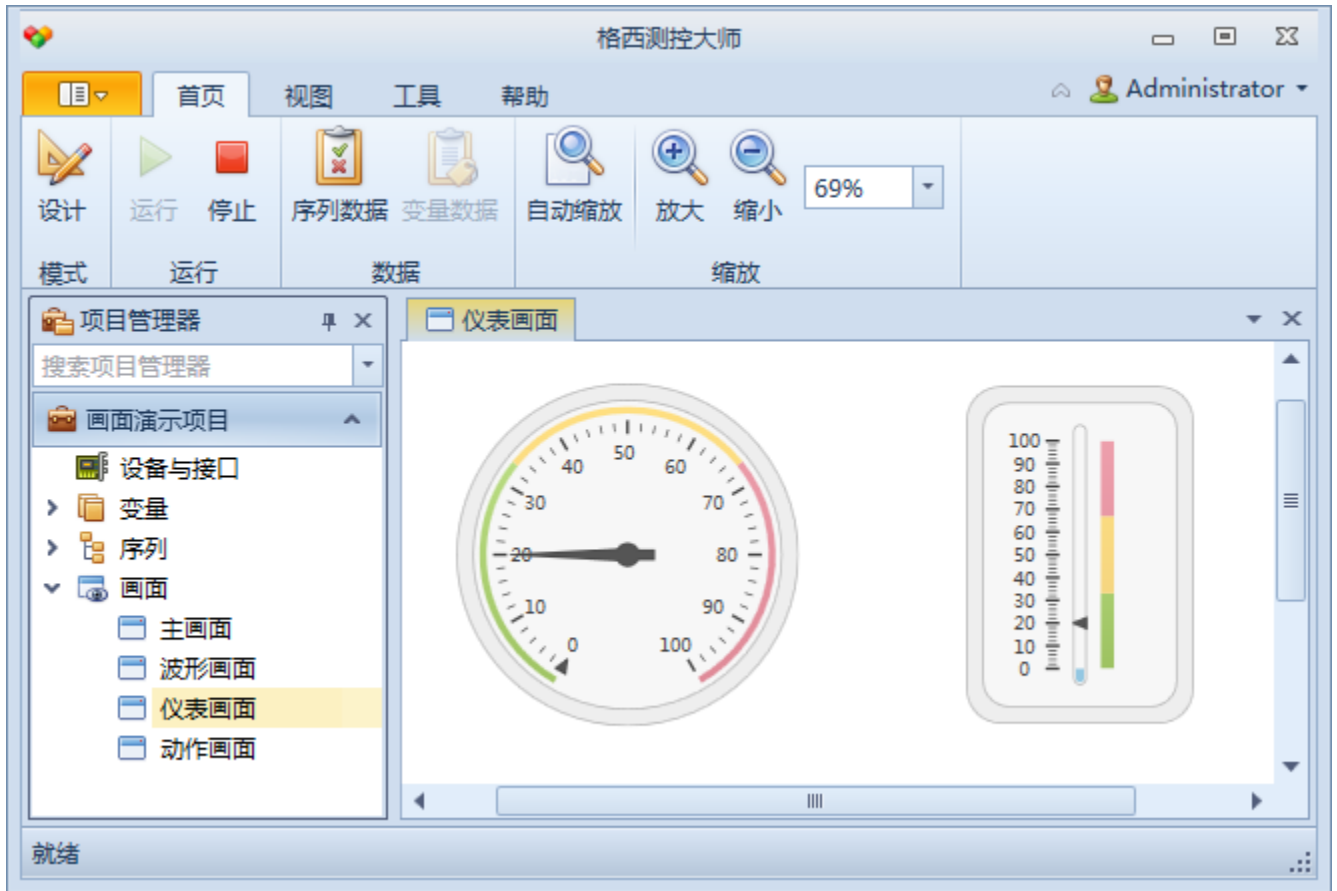 格西测控大师
首页 视图 工具 帮助 Administrator
设计 运行 停止 序列数据 变量数据 自动缩放 放大 缩小 69%
模式 运行 数据 缩放
项目管理器
仪表画面
搜索项目管理器
画面演示项目
设备与接口
变量
序列
画面
主画面
波形画面
仪表画面
动作画面
0
10
20
30
40
50
60
70
80
90
100
100
90
80
70
60
50
40
30
20
10
0
就绪